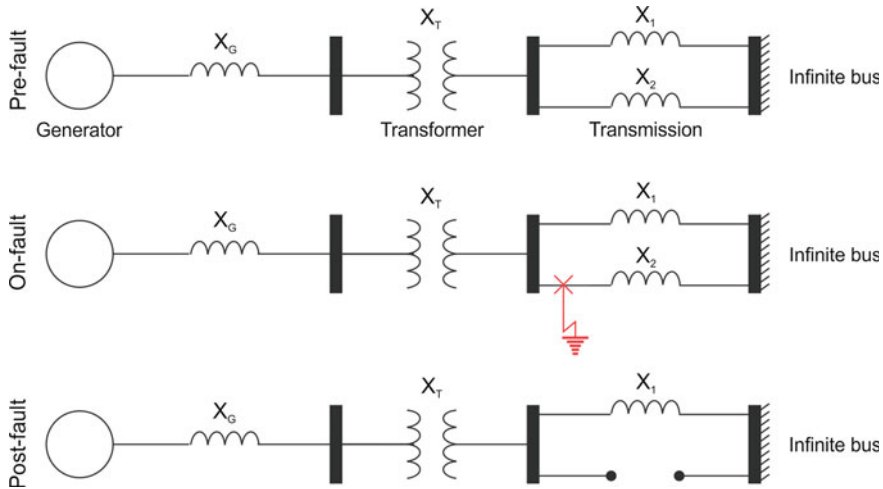 Pre-fault
X_G
X_T
X_1
X_2
Infinite bus
Generator
Transformer
Transmission
On-fault
X_G
X_T
X_1
X_2
Infinite bus
Post-fault
X_G
X_T
X_1
Infinite bus